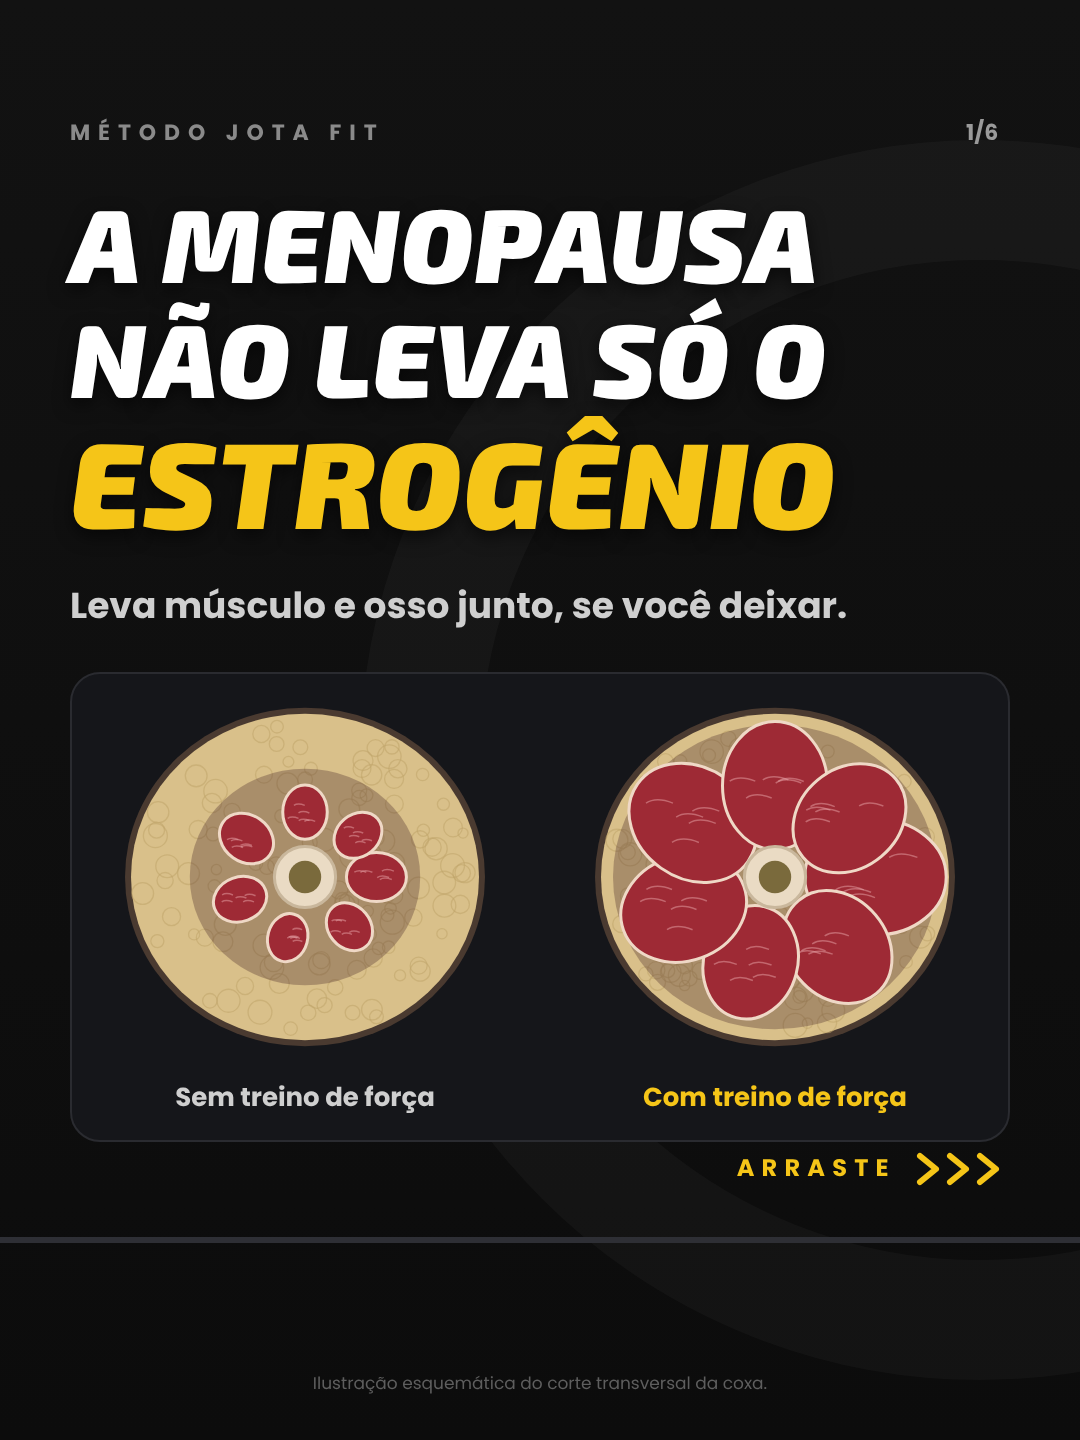 MÉTODO JOTA FIT
1/6
A MENOPAUSA
NÃO LEVA SÓ O
ESTROGÊNIO
Leva músculo e osso junto, se você deixar.
Sem treino de força
Com treino de força
ARRASTE
Ilustração esquemática do corte transversal da coxa.